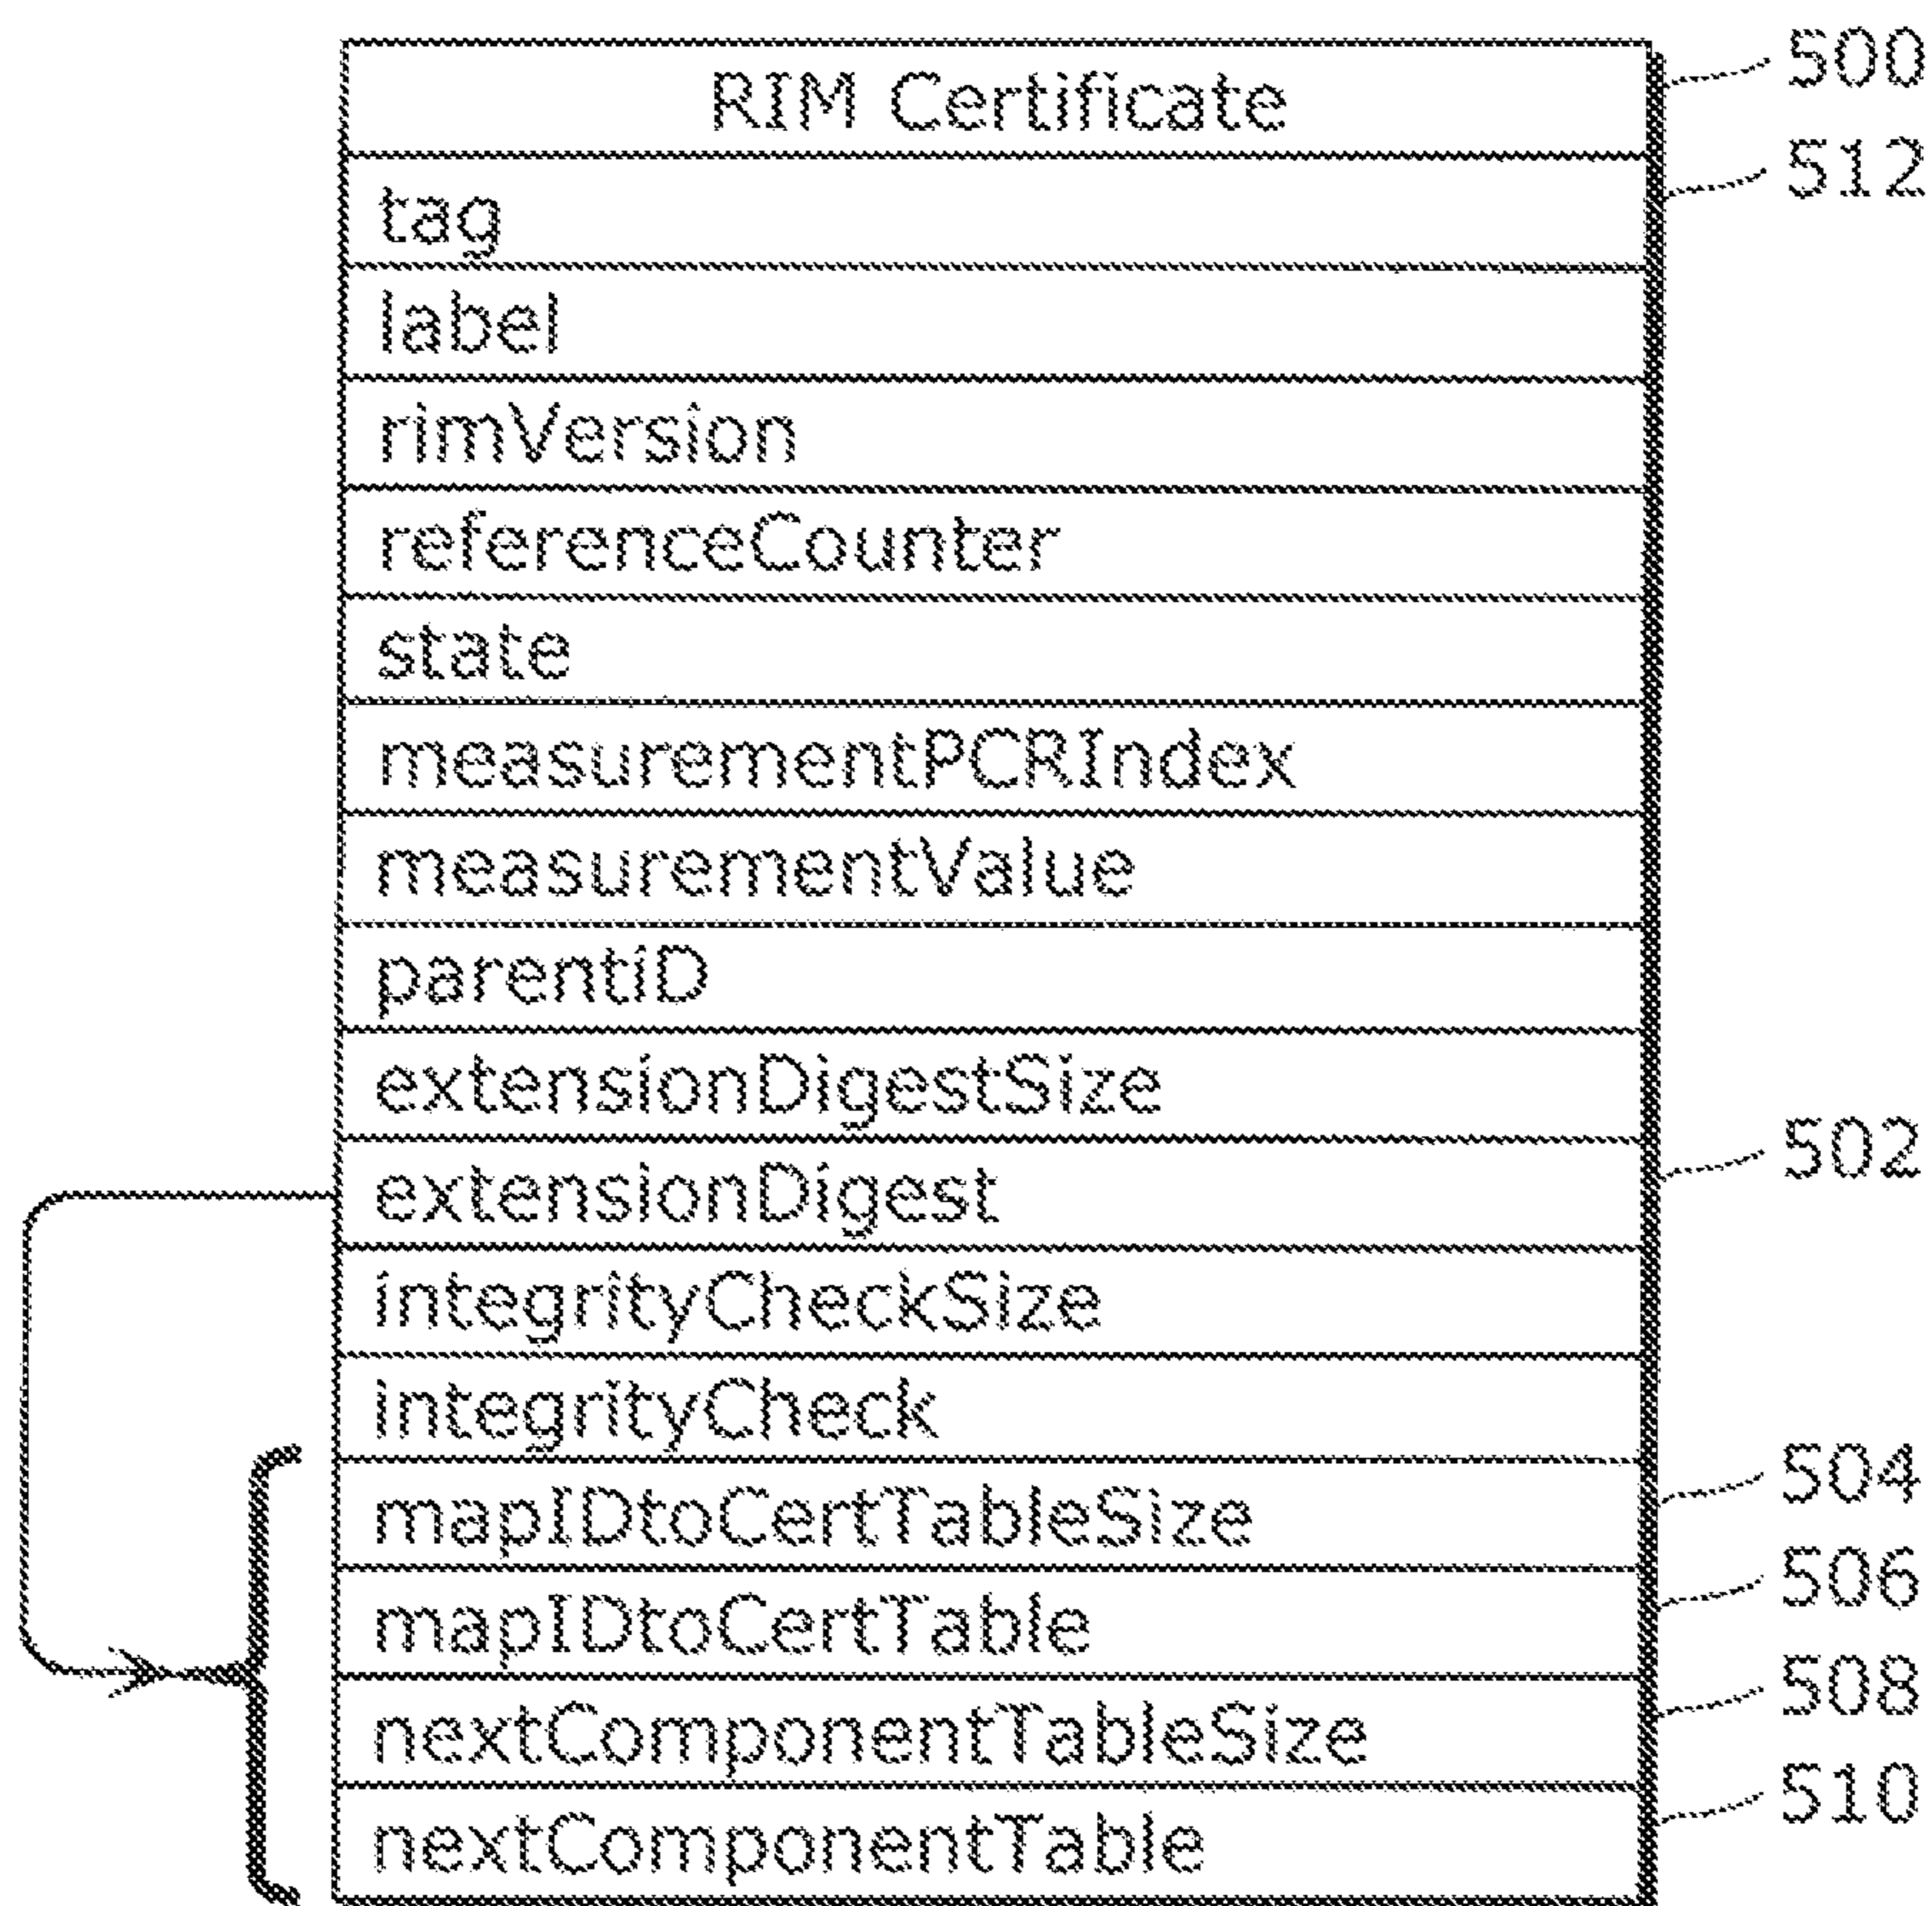 RIM Certificate 500
tag 512
label
rimVersion
referenceCounter
state
measurementPCRIndex
measurementValue
parentiD
extensionDigestSize
extensionDigest 502
integrityCheckSize
integrityCheck
mapIDtoCertTableSize 504
mapIDtoCertTable 506
nextComponentTableSize 508
nextComponentTable 510